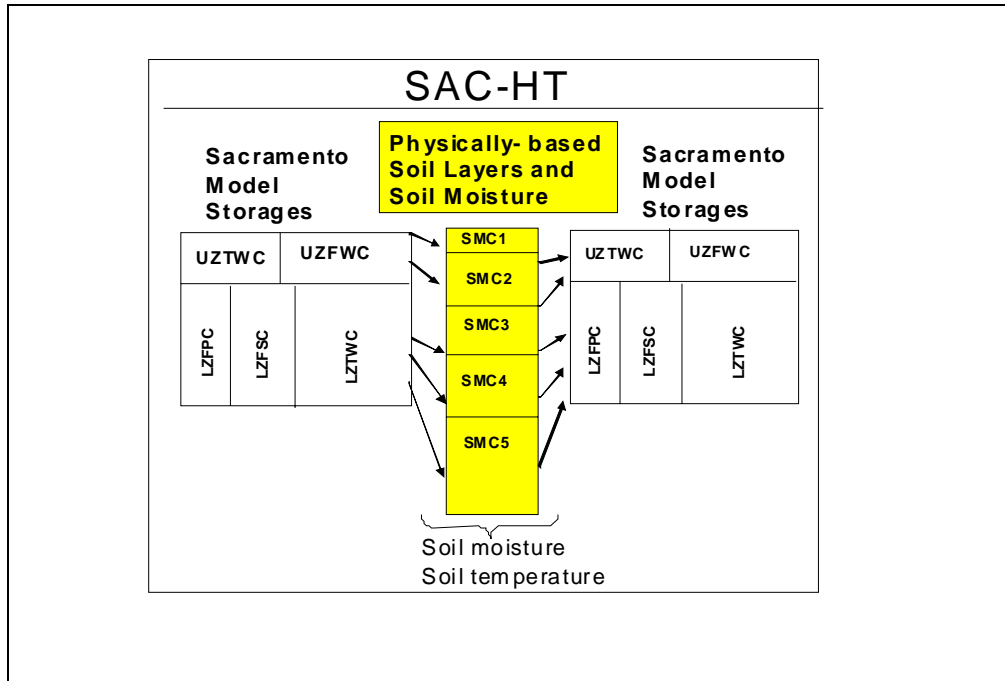 SAC-HT
Sacramento
Model
Storages
Physically- based
Soil Layers and
Soil Moisture
Sacramento
Model
Storages
UZTWC
UZFWC
LZFPC
LZFSC
LZTWC
SMC1
SMC2
SMC3
SMC4
SMC5
UZTWC
UZFWC
LZFPC
LZFSC
LZTWC
Soil moisture
Soil temperature